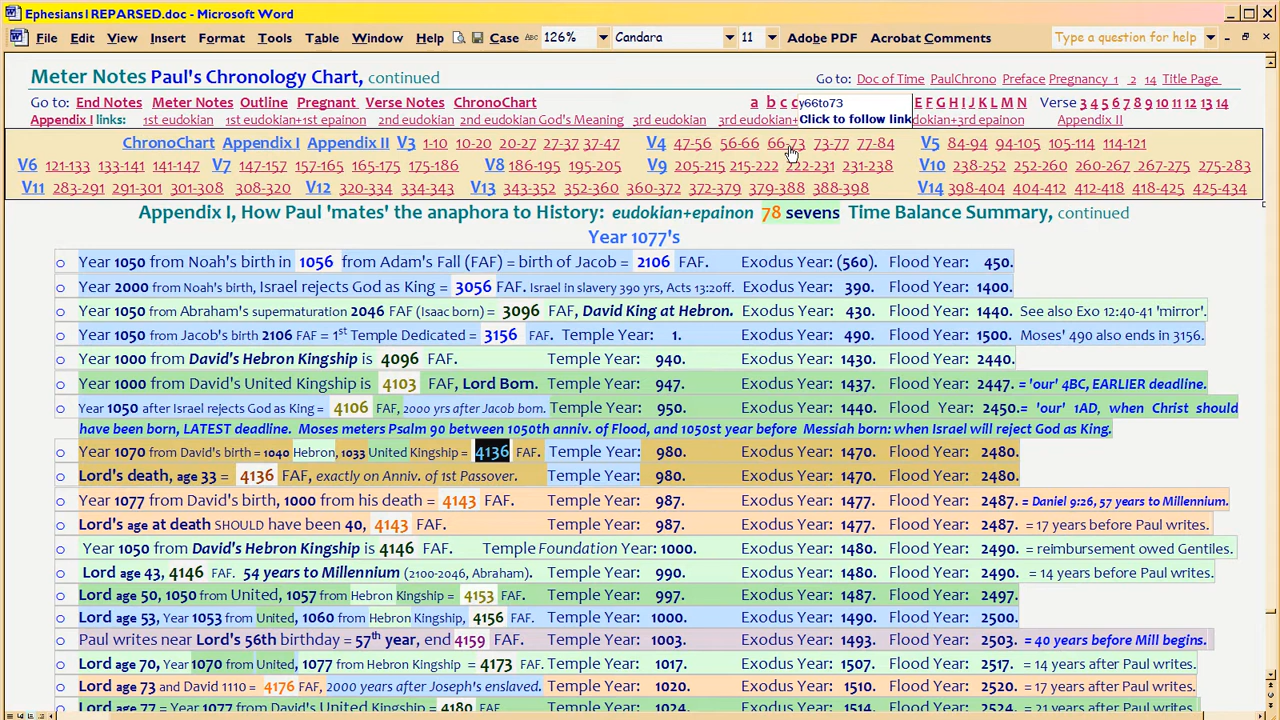 Ephesians1REPARSED.doc - Microsoft Word
File Edit View Insert Format Tools Table Window Help Case 126% Candara 11 Adobe PDF Acrobat Comments Type a question for help
Meter Notes Paul's Chronology Chart, continued Go to: Doc of Time PaulChrono Preface Pregnancy 1 2 14 Title Page
Go to: End Notes Meter Notes Outline Pregnant Verse Notes ChronoChart a b c c y66to73 E F G H I J K L M N Verse 3 4 5 6 7 8 9 10 11 12 13 14
Appendix I links: 1st eudokian 1st eudokian+1st epainon 2nd eudokian 2nd eudokian God's Meaning 3rd eudokian 3rd eudokian+ Click to follow link dokian+3rd epainon Appendix II
ChronoChart Appendix I Appendix II V3 1-10 10-20 20-27 27-37 37-47 V4 47-56 56-66 66-73 73-77 77-84 V5 84-94 94-105 105-114 114-121
V6 121-133 133-141 141-147 V7 147-157 157-165 165-175 175-186 V8 186-195 195-205 V9 205-215 215-222 222-231 231-238 V10 238-252 252-260 260-267 267-275 275-283
V11 283-291 291-301 301-308 308-320 V12 320-334 334-343 V13 343-352 352-360 360-372 372-379 379-388 388-398 V14 398-404 404-412 412-418 418-425 425-434
Appendix I, How Paul 'mates' the anaphora to History: eudokian+epainon 78 sevens Time Balance Summary, continued
Year 1077's
o Year 1050 from Noah's birth in 1056 from Adam's Fall (FAF) = birth of Jacob = 2106 FAF. Exodus Year: (560). Flood Year: 450.
o Year 2000 from Noah's birth, Israel rejects God as King = 3056 FAF. Israel in slavery 390 yrs, Acts 13:20ff. Exodus Year: 390. Flood Year: 1400.
o Year 1050 from Abraham's supermaturation 2046 FAF (Isaac born) = 3096 FAF, David King at Hebron. Exodus Year: 430. Flood Year: 1440. See also Exo 12:40-41 'mirror'.
o Year 1050 from Jacob's birth 2106 FAF = 1st Temple Dedicated = 3156 FAF. Temple Year: 1. Exodus Year: 490. Flood Year: 1500. Moses' 490 also ends in 3156.
o Year 1000 from David's Hebron Kingship is 4096 FAF. Temple Year: 940. Exodus Year: 1430. Flood Year: 2440.
o Year 1000 from David's United Kingship is 4103 FAF, Lord Born. Temple Year: 947. Exodus Year: 1437. Flood Year: 2447. = 'our' 4BC, EARLIER deadline.
o Year 1050 after Israel rejects God as King = 4106 FAF, 2000 yrs after Jacob born. Temple Year: 950. Exodus Year: 1440. Flood Year: 2450.= 'our' 1AD, when Christ should
have been born, LATEST deadline. Moses meters Psalm 90 between 1050th anniv. of Flood, and 1050st year before Messiah born: when Israel will reject God as King.
o Year 1070 from David's birth = 1040 Hebron, 1033 United Kingship = 4136 FAF. Temple Year: 980. Exodus Year: 1470. Flood Year: 2480.
o Lord's death, age 33 = 4136 FAF, exactly on Anniv. of 1st Passover. Temple Year: 980. Exodus Year: 1470. Flood Year: 2480.
o Year 1077 from David's birth, 1000 from his death = 4143 FAF. Temple Year: 987. Exodus Year: 1477. Flood Year: 2487. = Daniel 9:26, 57 years to Millennium.
o Lord's age at death SHOULD have been 40, 4143 FAF. Temple Year: 987. Exodus Year: 1477. Flood Year: 2487. = 17 years before Paul writes.
o Year 1050 from David's Hebron Kingship is 4146 FAF. Temple Foundation Year: 1000. Exodus Year: 1480. Flood Year: 2490. = reimbursement owed Gentiles.
o Lord age 43, 4146 FAF. 54 years to Millennium (2100-2046, Abraham). Temple Year: 990. Exodus Year: 1480. Flood Year: 2490. = 14 years before Paul writes.
o Lord age 50, 1050 from United, 1057 from Hebron Kingship = 4153 FAF. Temple Year: 997. Exodus Year: 1487. Flood Year: 2497.
o Lord age 53, Year 1053 from United, 1060 from Hebron Kingship, 4156 FAF. Temple Year: 1000. Exodus Year: 1490. Flood Year: 2500.
o Paul writes near Lord's 56th birthday = 57th year, end 4159 FAF. Temple Year: 1003. Exodus Year: 1493. Flood Year: 2503. = 40 years before Mill begins.
o Lord age 70, Year 1070 from United, 1077 from Hebron Kingship = 4173 FAF. Temple Year: 1017. Exodus Year: 1507. Flood Year: 2517. = 14 years after Paul writes.
o Lord age 73 and David 1110 = 4176 FAF, 2000 years after Joseph's enslaved. Temple Year: 1020. Exodus Year: 1510. Flood Year: 2520. = 17 years after Paul writes.
o Lord age 77 = Year 1077 from David's United Kingship = 4180 FAF. Temple Year: 1024. Exodus Year: 1514. Flood Year: 2524. = 21 years after Paul writes.